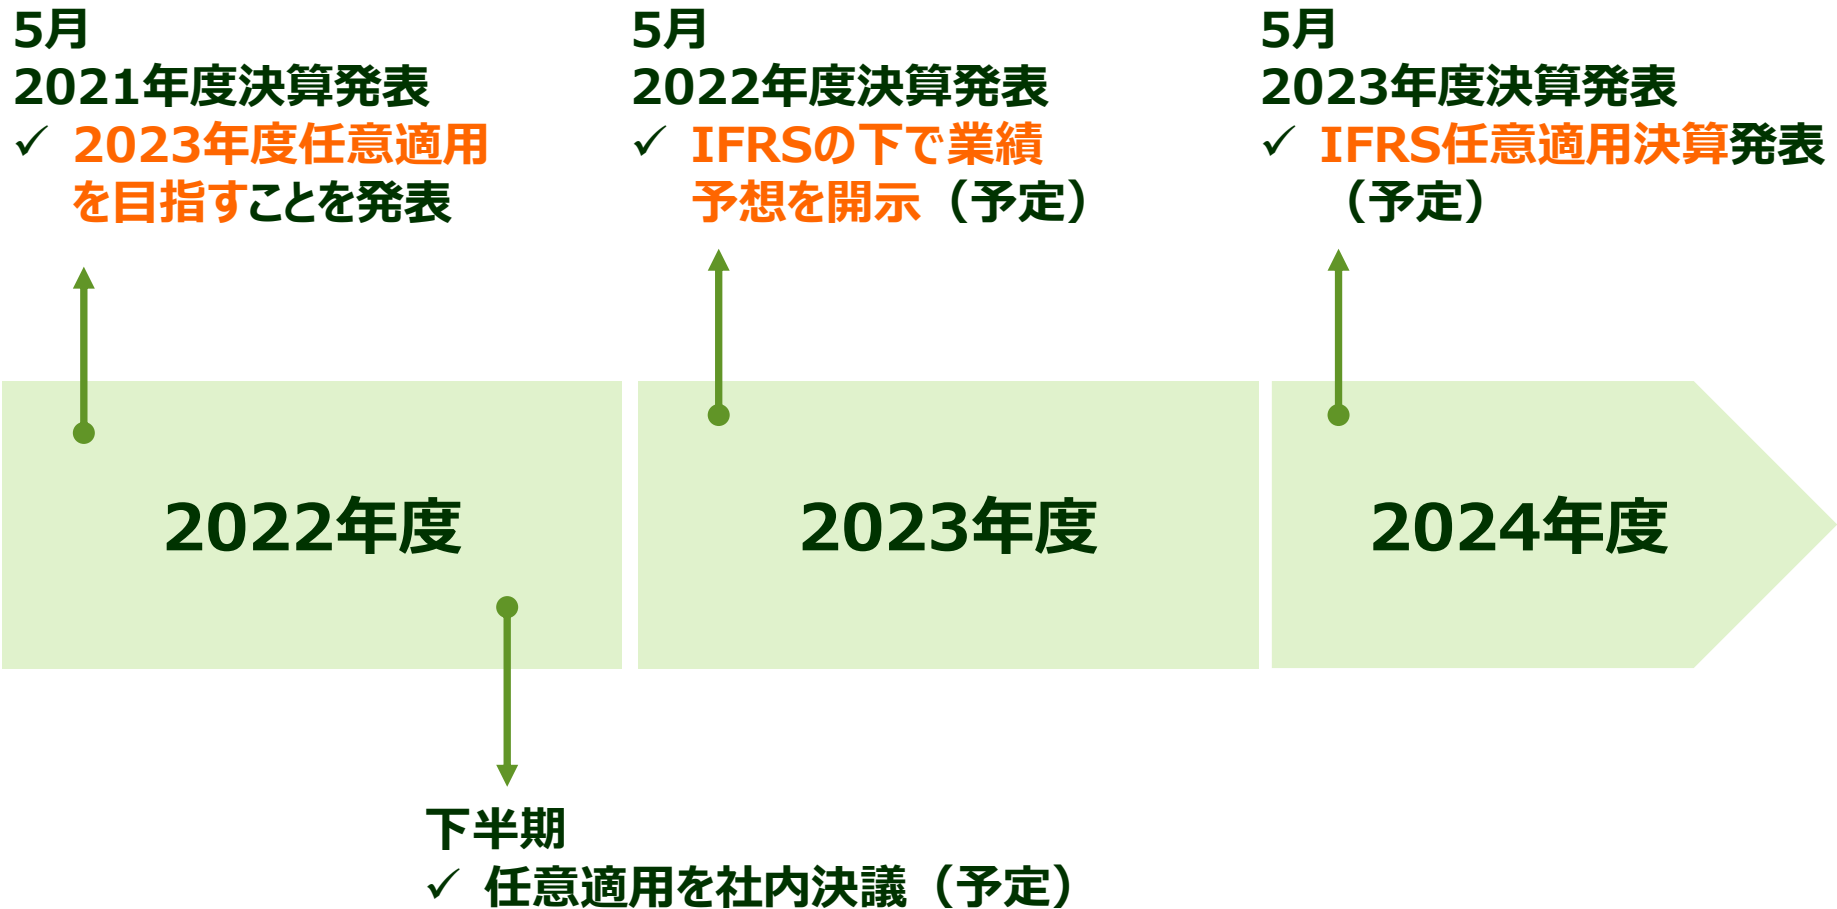 5月
2021年度決算発表
✓ 2023年度任意適用
を目指すことを発表
5月
2022年度決算発表
✓ IFRSの下で業績
予想を開示（予定）
5月
2023年度決算発表
✓ IFRS任意適用決算発表
（予定）
2022年度
2023年度
2024年度
下半期
✓ 任意適用を社内決議（予定）